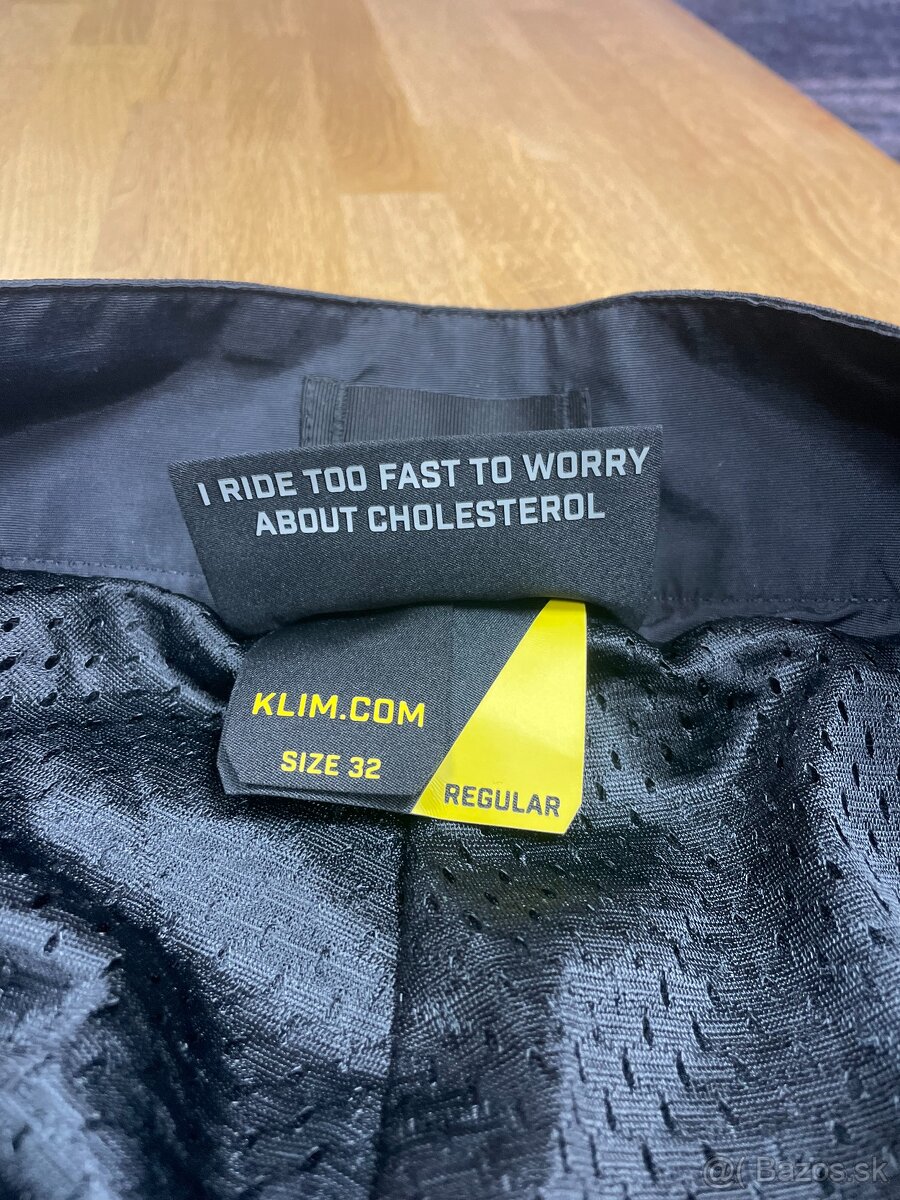 I RIDE TOO FAST TO WORRY
ABOUT CHOLESTEROL
KLIM.COM
SIZE 32
REGULAR
@( Bazos.sk